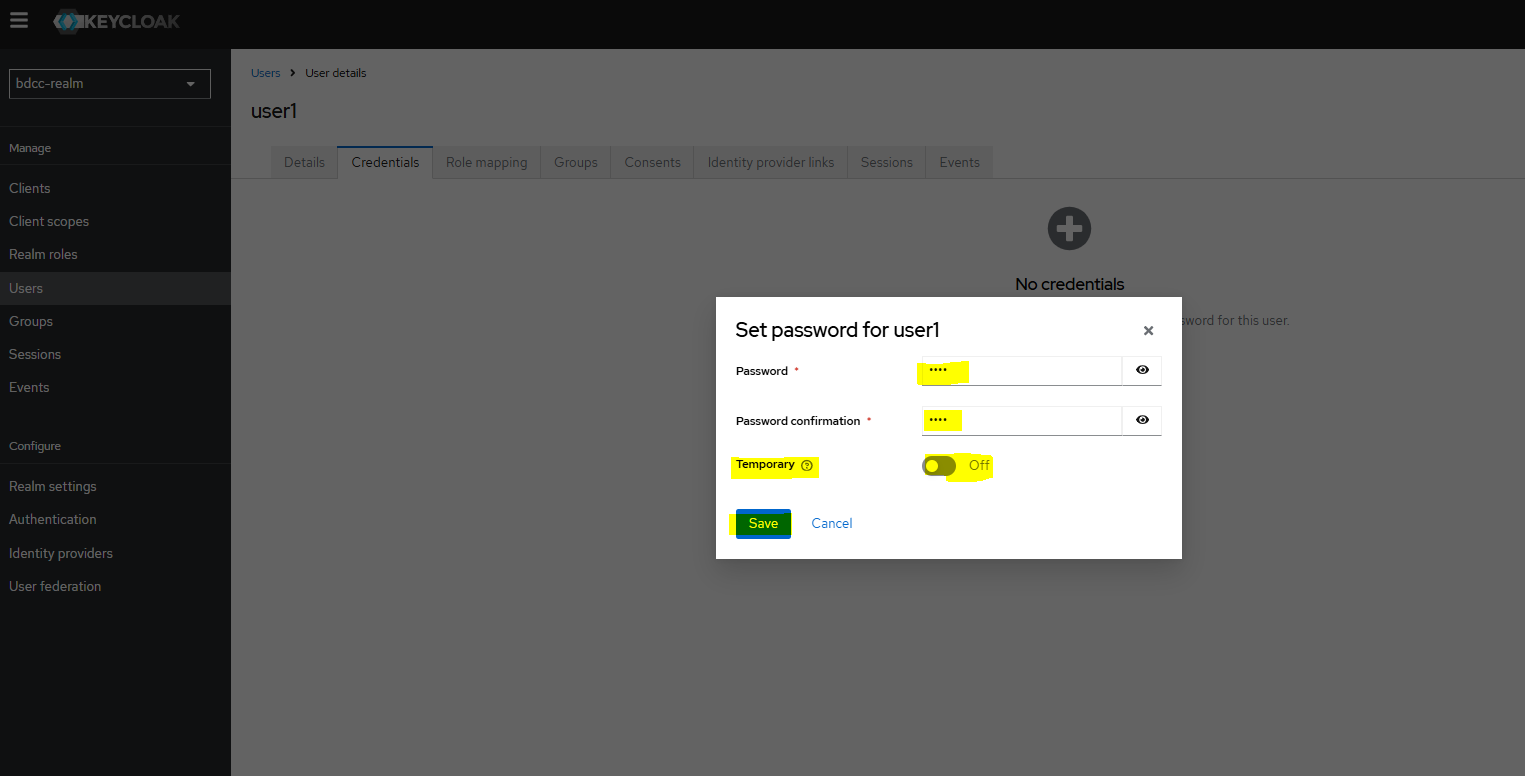 KEYCLOAK
bdcc-realm
Manage
Clients
Client scopes
Realm roles
Users
Groups
Sessions
Events
Configure
Realm settings
Authentication
Identity providers
User federation
Users > User details
user1
Details Credentials Role mapping Groups Consents Identity provider links Sessions Events
No credentials
password for this user.
Set password for user1
Password *
••••
Password confirmation *
••••
Temporary
Off
Save Cancel